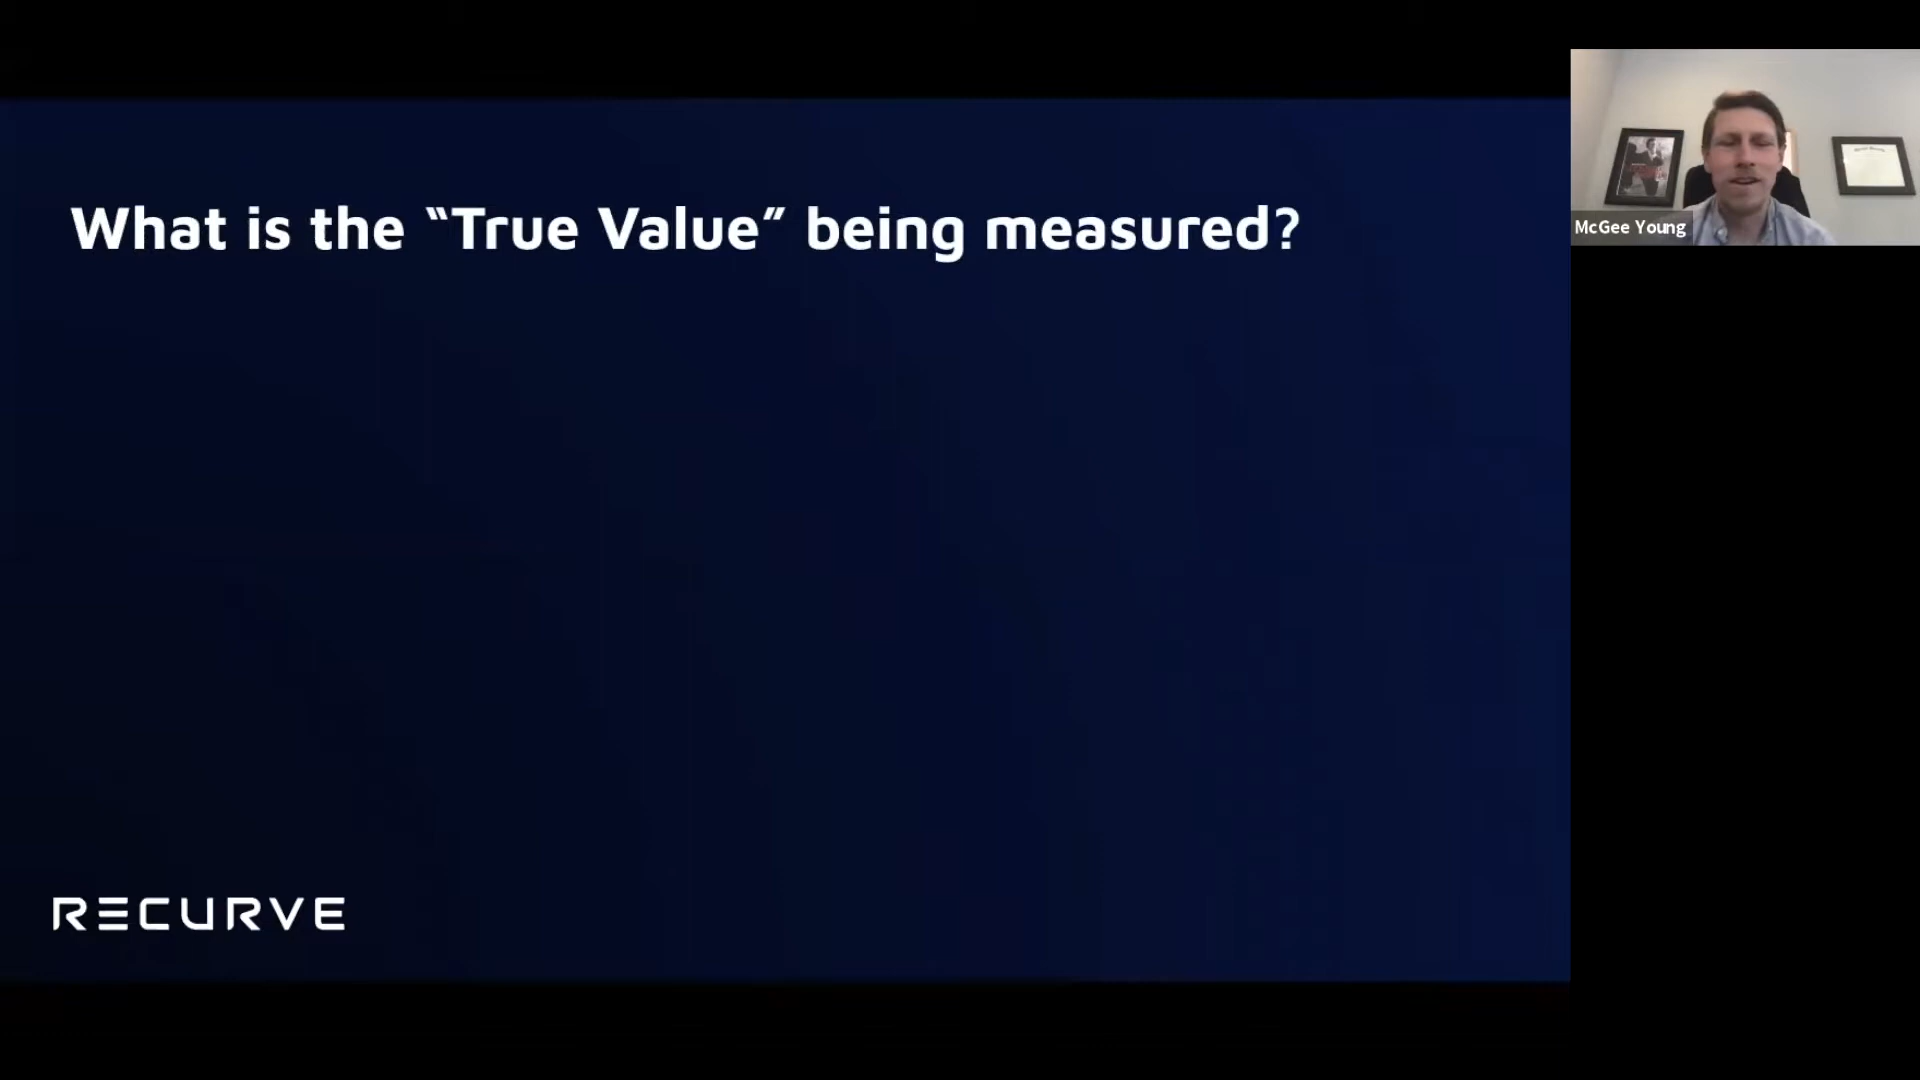 What is the “True Value” being measured?
McGee Young
RECURVE